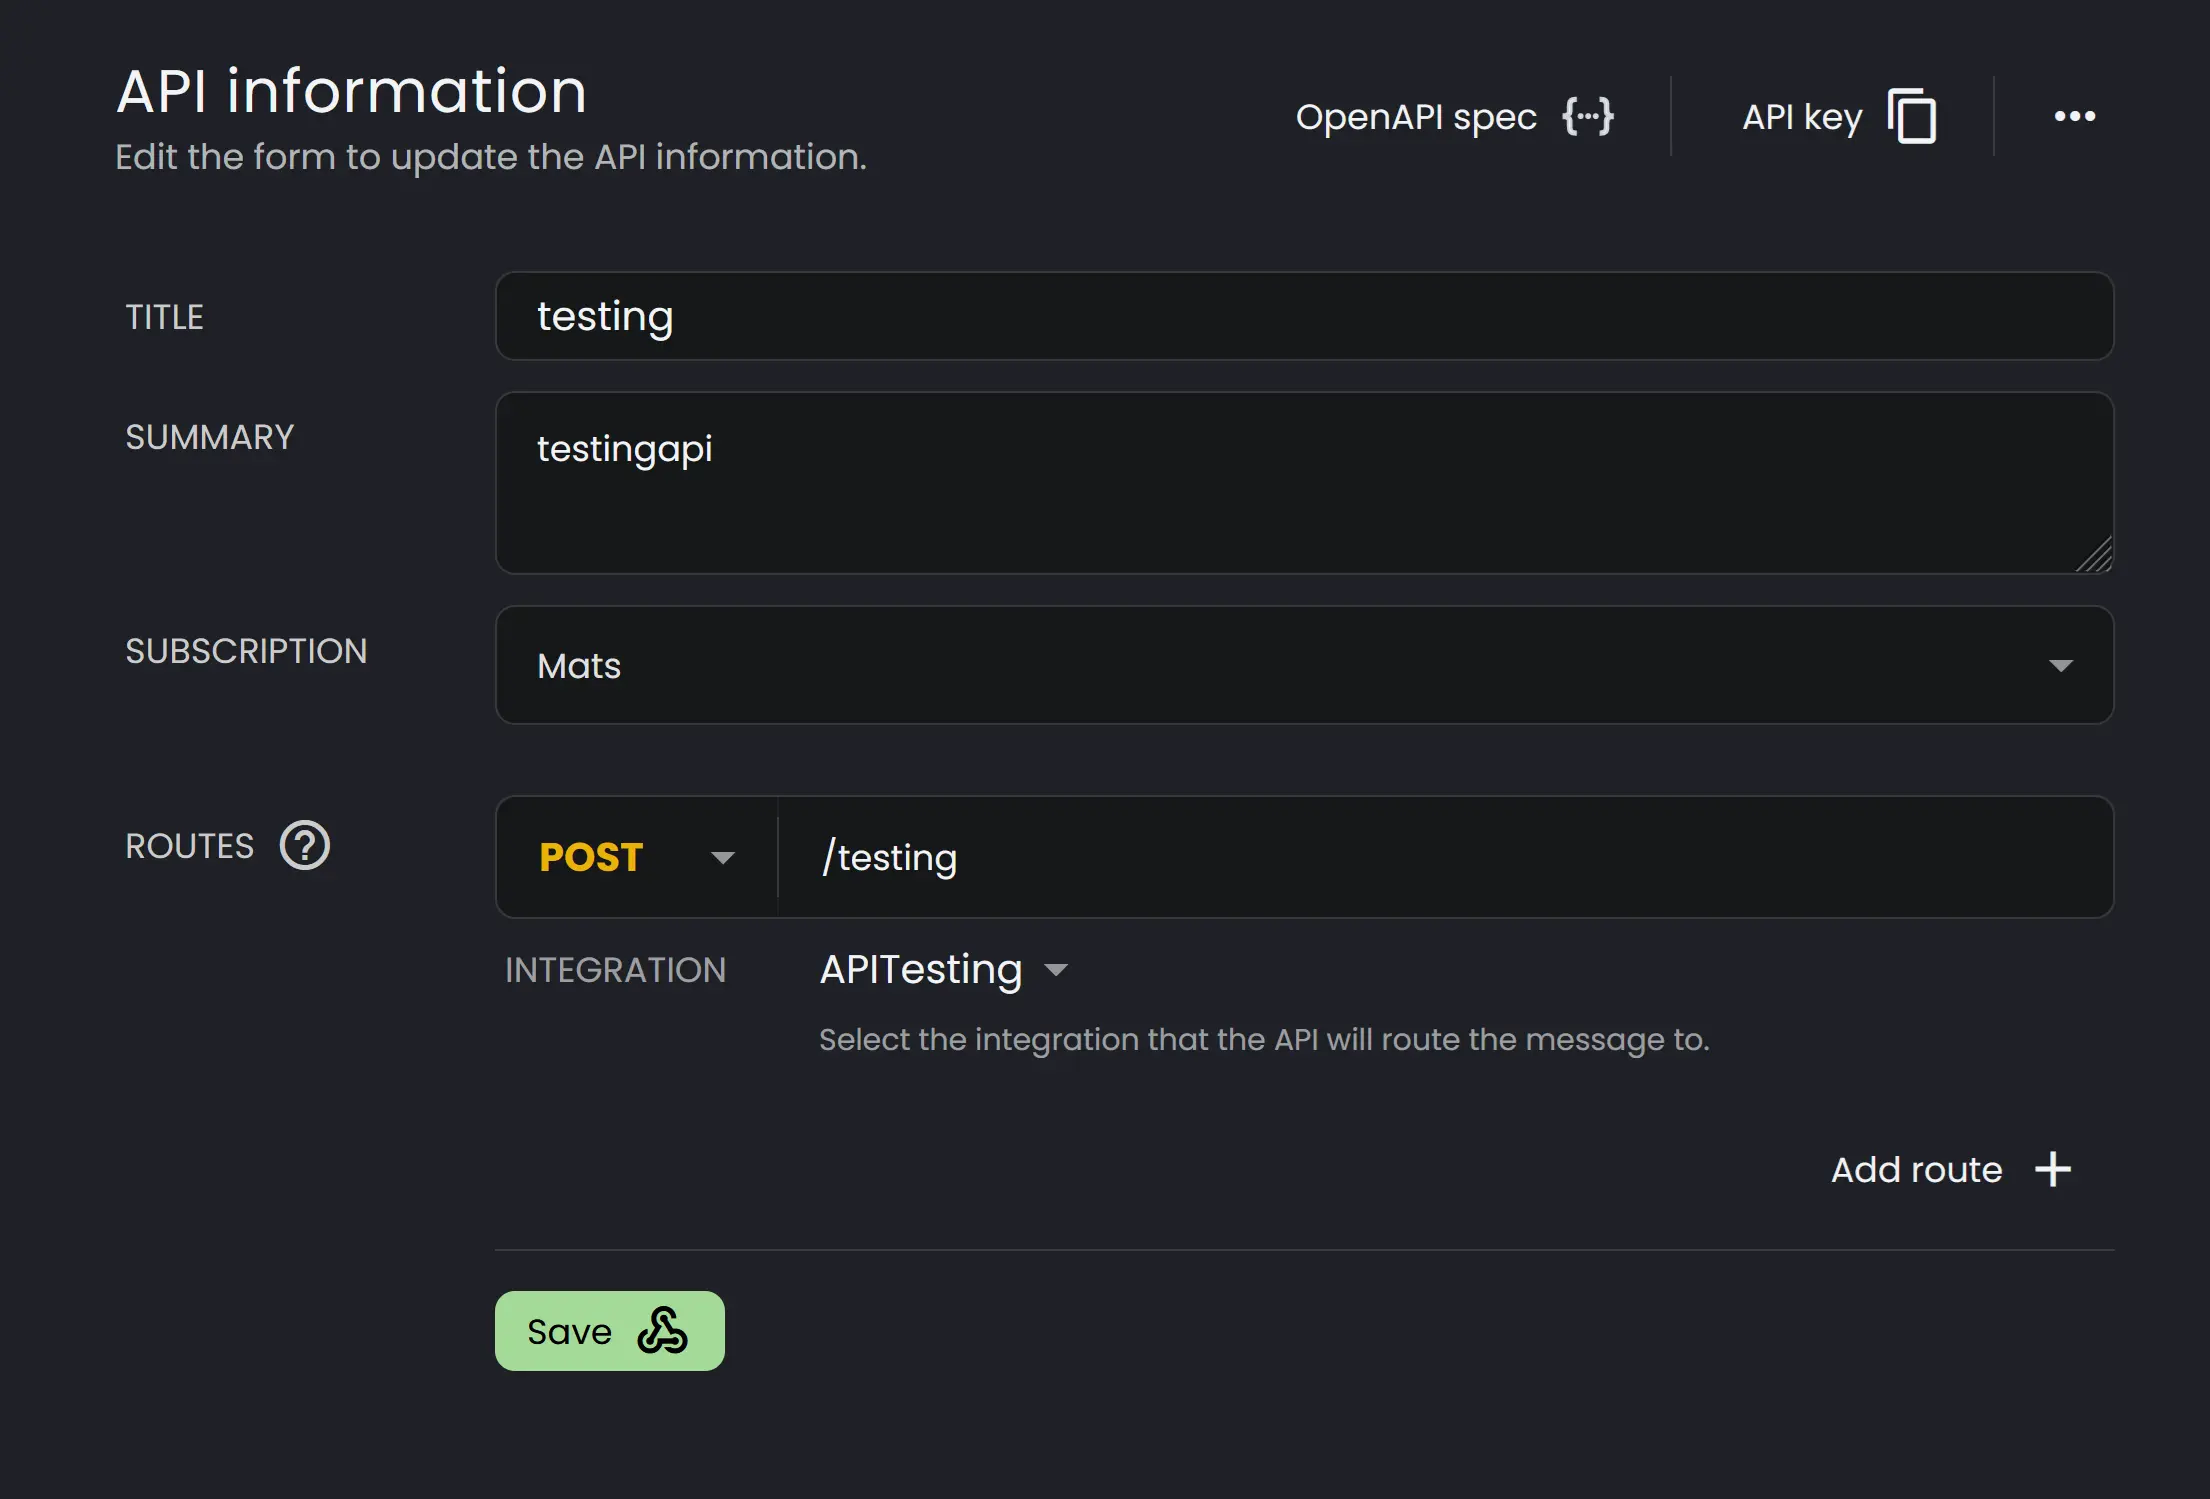 API information
OpenAPI spec {···}
API key
Edit the form to update the API information.
TITLE
testing
SUMMARY
testingapi
SUBSCRIPTION
Mats
ROUTES
POST
/testing
INTEGRATION
APITesting
Select the integration that the API will route the message to.
Add route
Save